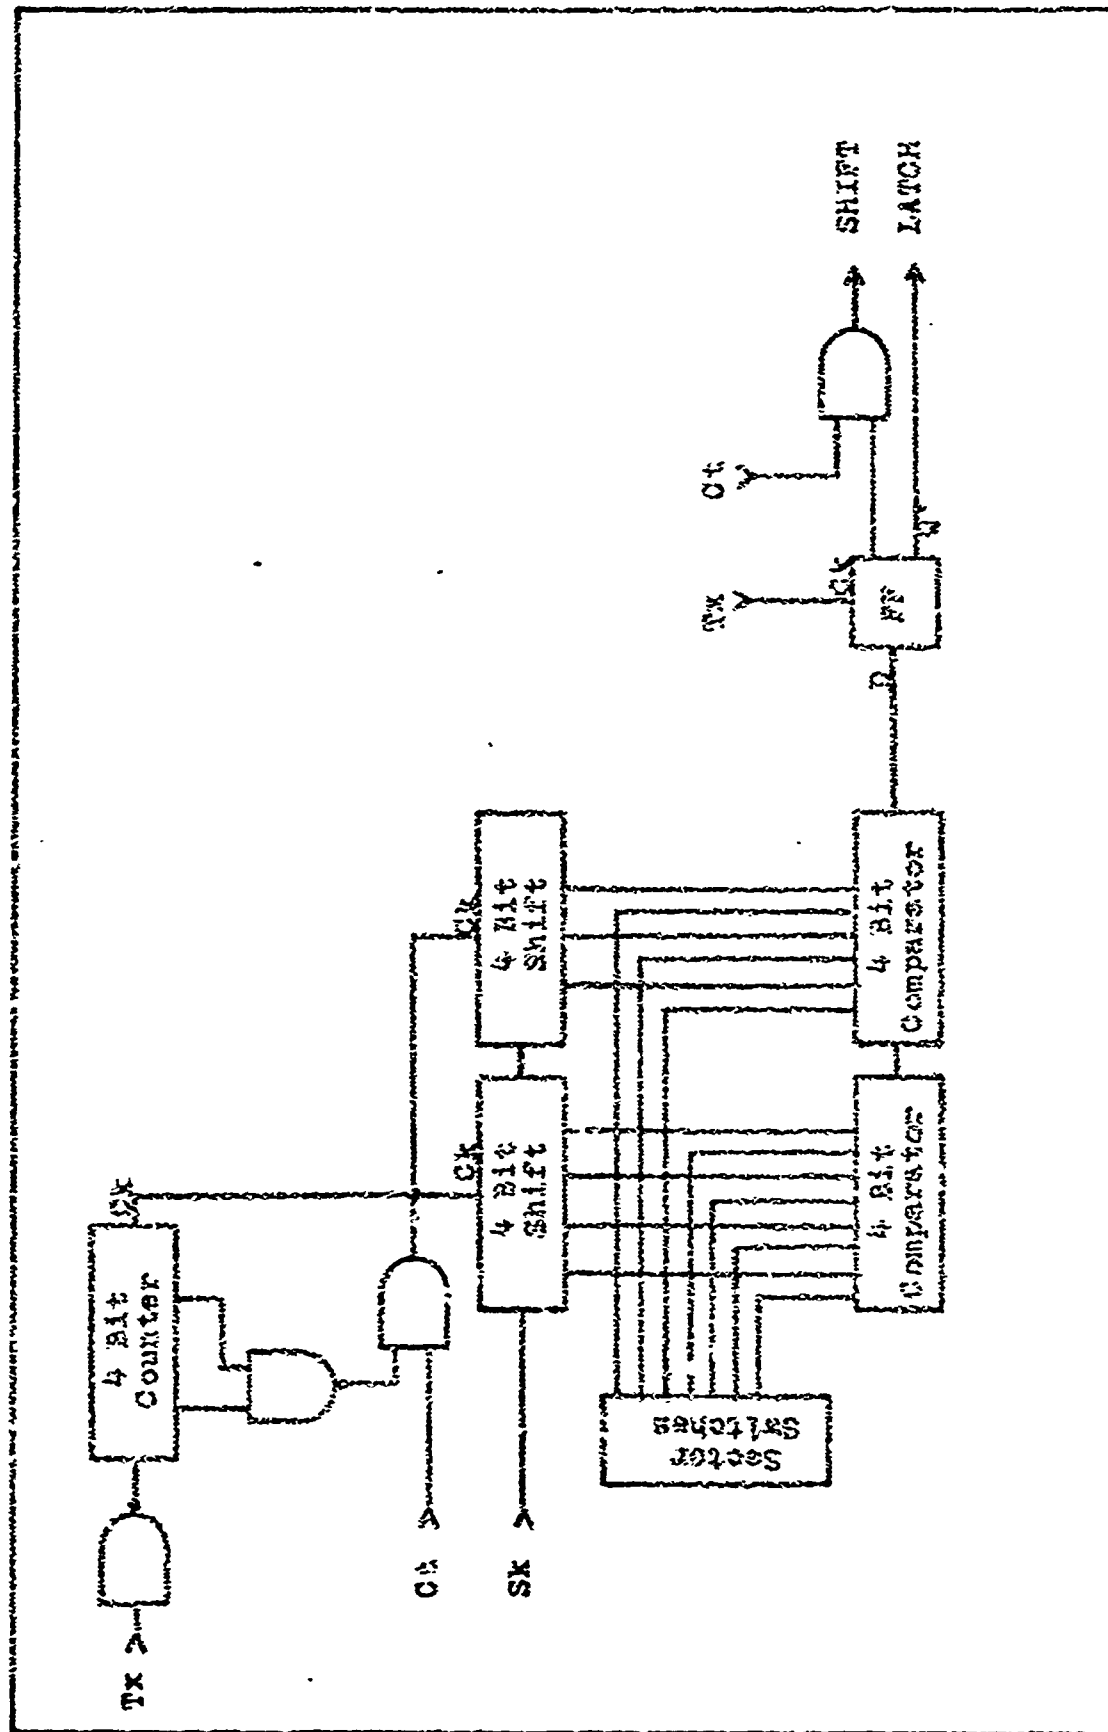 Tx
4 Bit
Counter
Ck
Sk
4 Bit
Shift
Ck
4 Bit
Shift
Ck
Sector
Switches
4 Bit
Comparator
4 Bit
Comparator
D
FF
Ck
Tx
Ct
SHIFT
LATCH